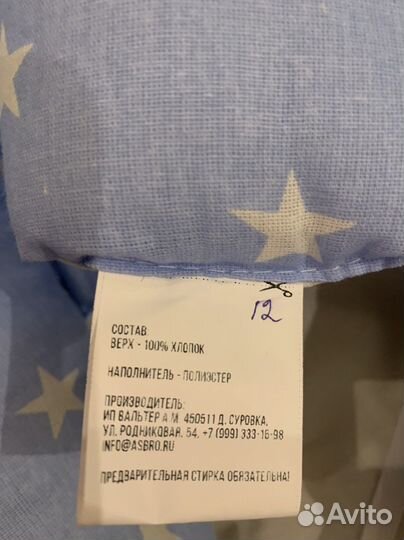 12
СОСТАВ:
ВЕРХ - 100% ХЛОПОК
НАПОЛНИТЕЛЬ - ПОЛИЭСТЕР
ПРОИЗВОДИТЕЛЬ:
ИП ВАЛЬТЕР А.М. 450511 Д. СУРОВКА,
УЛ. РОДНИКОВАЯ, 54, +7 (999) 333-16-98
INFO@ASBRO.RU
ПРЕДВАРИТЕЛЬНАЯ СТИРКА ОБЯЗАТЕЛЬНА!
Avito